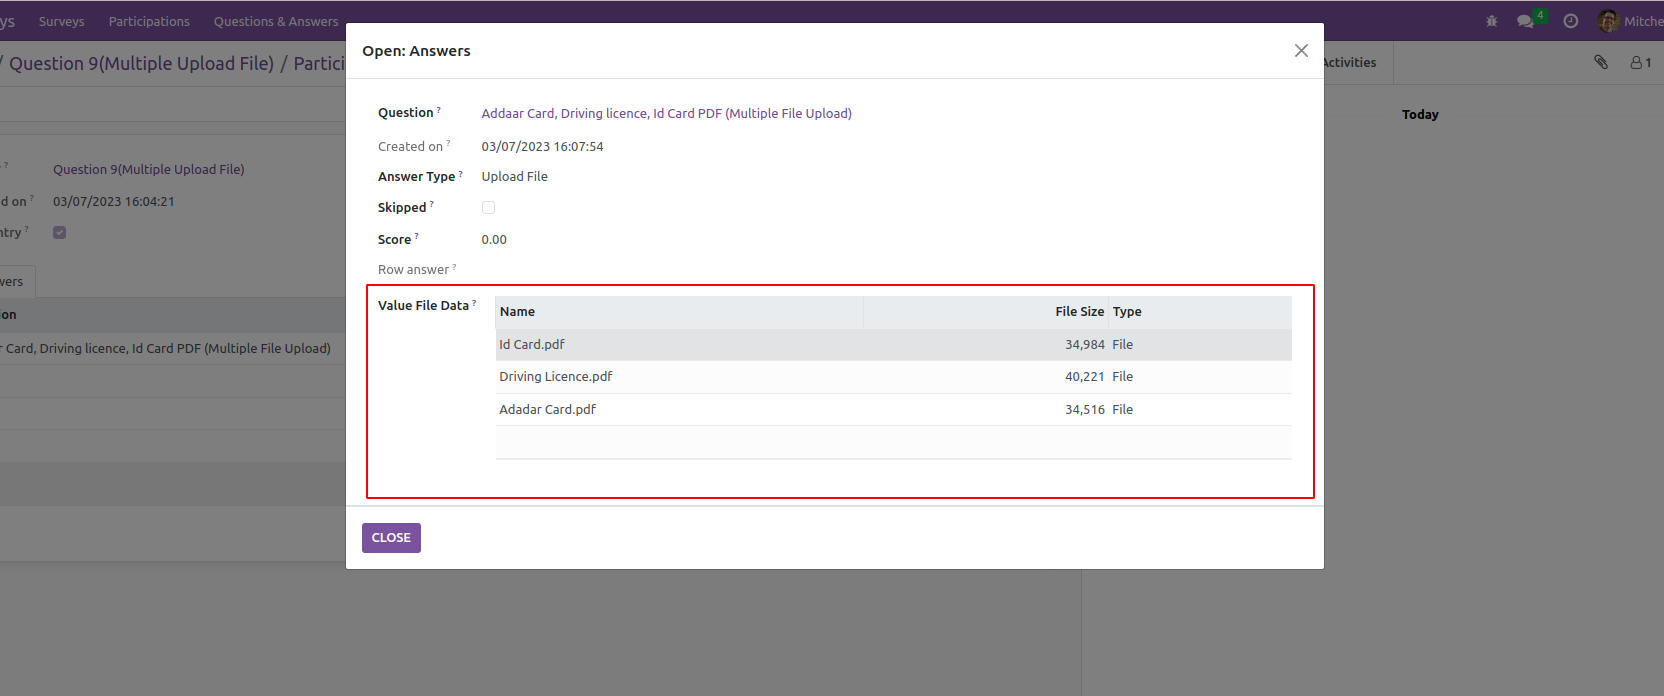 ys Surveys Participations Questions & Answers 4 Mitche
/ Question 9(Multiple Upload File) / Partici
Activities 1
Open: Answers
Today
Question ? Addaar Card, Driving licence, Id Card PDF (Multiple File Upload)
Created on ? 03/07/2023 16:07:54
Answer Type ? Upload File
Skipped ?
Score ? 0.00
Row answer ?
Value File Data ?
Name File Size Type
Id Card.pdf 34,984 File
Driving Licence.pdf 40,221 File
Adadar Card.pdf 34,516 File
CLOSE
? Question 9(Multiple Upload File)
d on ? 03/07/2023 16:04:21
ntry ?
wers
ion
r Card, Driving licence, Id Card PDF (Multiple File Upload)